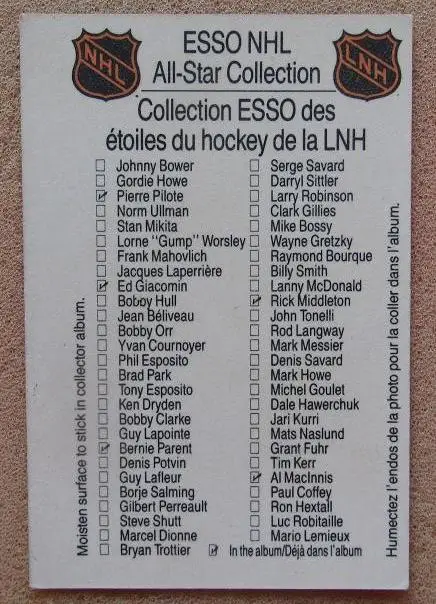 NHL
ESSO NHL
All-Star Collection
LNH
Collection ESSO des
étoiles du hockey de la LNH
Johnny Bower
Gordie Howe
Pierre Pilote
Norm Ullman
Stan Mikita
Lorne "Gump" Worsley
Frank Mahovlich
Jacques Laperrière
Ed Giacomin
Bobby Hull
Jean Béliveau
Bobby Orr
Yvan Cournoyer
Phil Esposito
Brad Park
Tony Esposito
Ken Dryden
Bobby Clarke
Guy Lapointe
Bernie Parent
Denis Potvin
Guy Lafleur
Borje Salming
Gilbert Perreault
Steve Shutt
Marcel Dionne
Bryan Trottier
Serge Savard
Darryl Sittler
Larry Robinson
Clark Gillies
Mike Bossy
Wayne Gretzky
Raymond Bourque
Billy Smith
Lanny McDonald
Rick Middleton
John Tonelli
Rod Langway
Mark Messier
Denis Savard
Mark Howe
Michel Goulet
Dale Hawerchuk
Jari Kurri
Mats Naslund
Grant Fuhr
Tim Kerr
Al MacInnis
Paul Coffey
Ron Hextall
Luc Robitaille
Mario Lemieux
In the album/Déjà dans l'album
Moisten surface to stick in collector album.
Humectez l'endos de la photo pour la coller dans l'album.